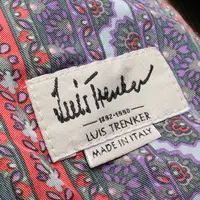 Luis Trenker
1892-1990
LUIS TRENKER
MADE IN ITALY